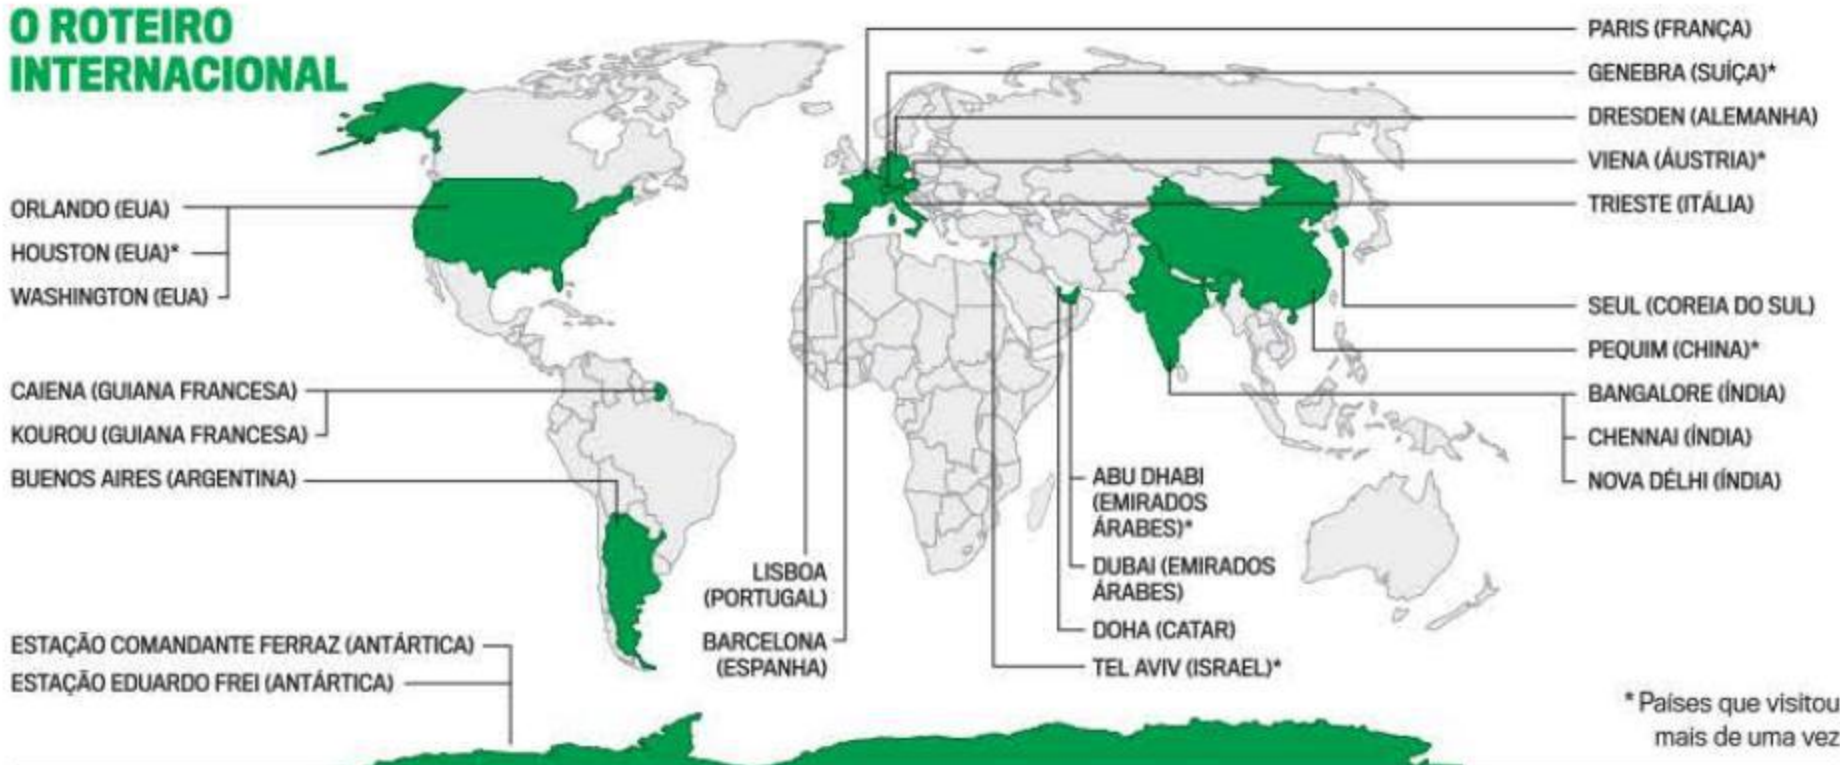 O ROTEIRO
INTERNACIONAL
ORLANDO (EUA)
HOUSTON (EUA)*
WASHINGTON (EUA)
CAIENA (GUIANA FRANCESA)
KOUROU (GUIANA FRANCESA)
BUENOS AIRES (ARGENTINA)
ESTAÇÃO COMANDANTE FERRAZ (ANTÁRTICA)
ESTAÇÃO EDUARDO FREI (ANTÁRTICA)
LISBOA
(PORTUGAL)
BARCELONA
(ESPANHA)
ABU DHABI
(EMIRADOS
ÁRABES)*
DUBAI (EMIRADOS
ÁRABES)
DOHA (CATAR)
TEL AVIV (ISRAEL)*
PARIS (FRANÇA)
GENEBRA (SUÍÇA)*
DRESDEN (ALEMANHA)
VIENA (ÁUSTRIA)*
TRIESTE (ITÁLIA)
SEUL (COREIA DO SUL)
PEQUIM (CHINA)*
BANGALORE (ÍNDIA)
CHENNAI (ÍNDIA)
NOVA DÉLHI (ÍNDIA)
* Países que visitou
mais de uma vez